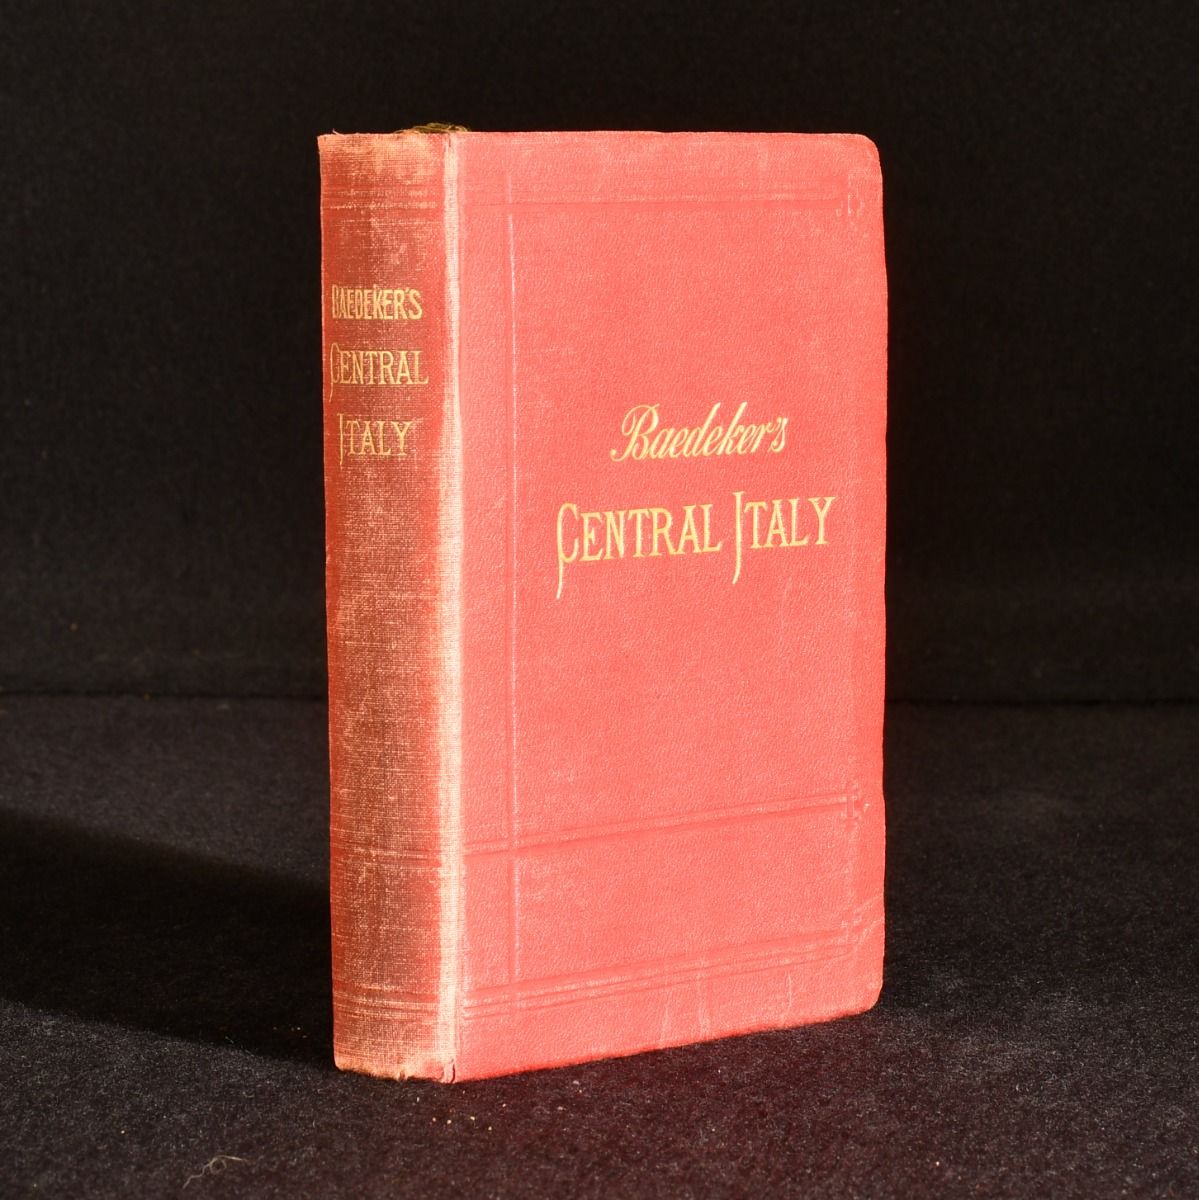 BAEDEKER'S
CENTRAL
ITALY
Baedeker's
CENTRAL ITALY